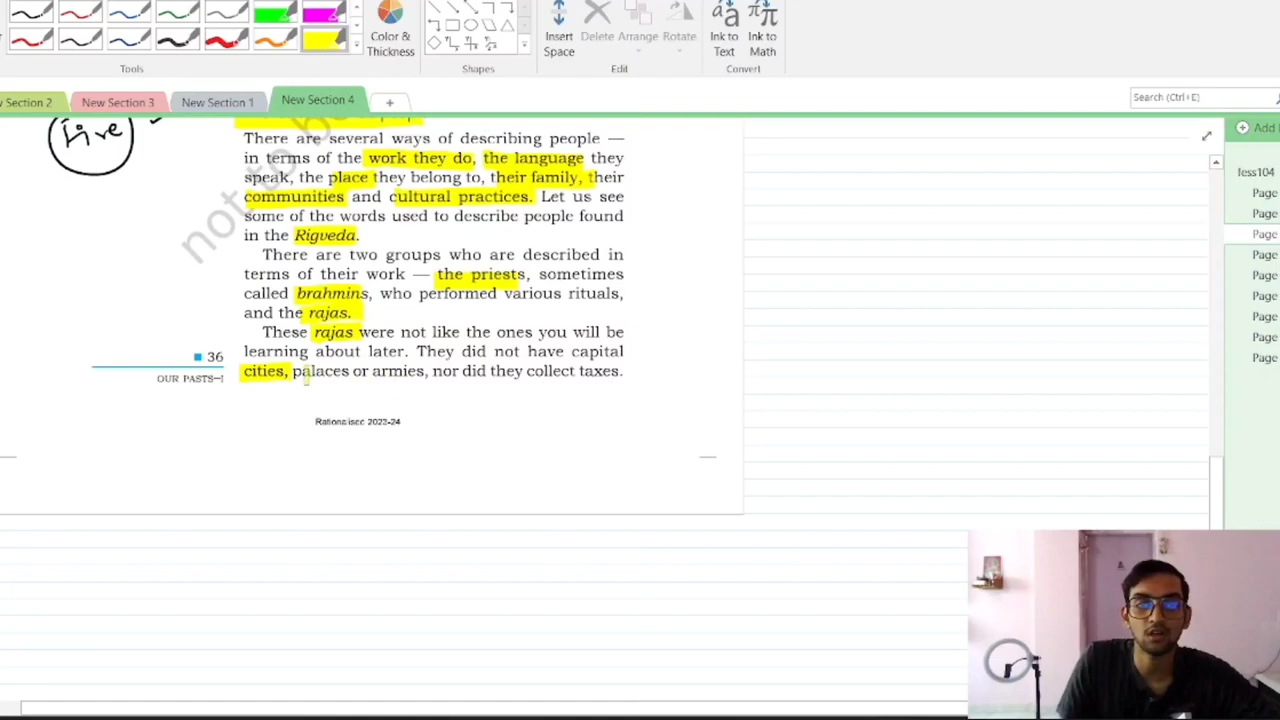 Color &
Thickness
Insert
Space
Delete
Arrange
Rotate
Ink to
Text
Ink to
Math
Tools
Shapes
Edit
Convert
Section 2
New Section 3
New Section 1
New Section 4
+
Search (Ctrl+E)
Add
Fire
There are several ways of describing people —
in terms of the work they do, the language they
speak, the place they belong to, their family, their
communities and cultural practices. Let us see
some of the words used to describe people found
in the Rigveda.
There are two groups who are described in
terms of their work — the priests, sometimes
called brahmins, who performed various rituals,
and the rajas.
These rajas were not like the ones you will be
learning about later. They did not have capital
cities, palaces or armies, nor did they collect taxes.
not to
36
OUR PASTS–I
Rationalised 2023-24
fess104
Page
Page
Page
Page
Page
Page
Page
Page
Page